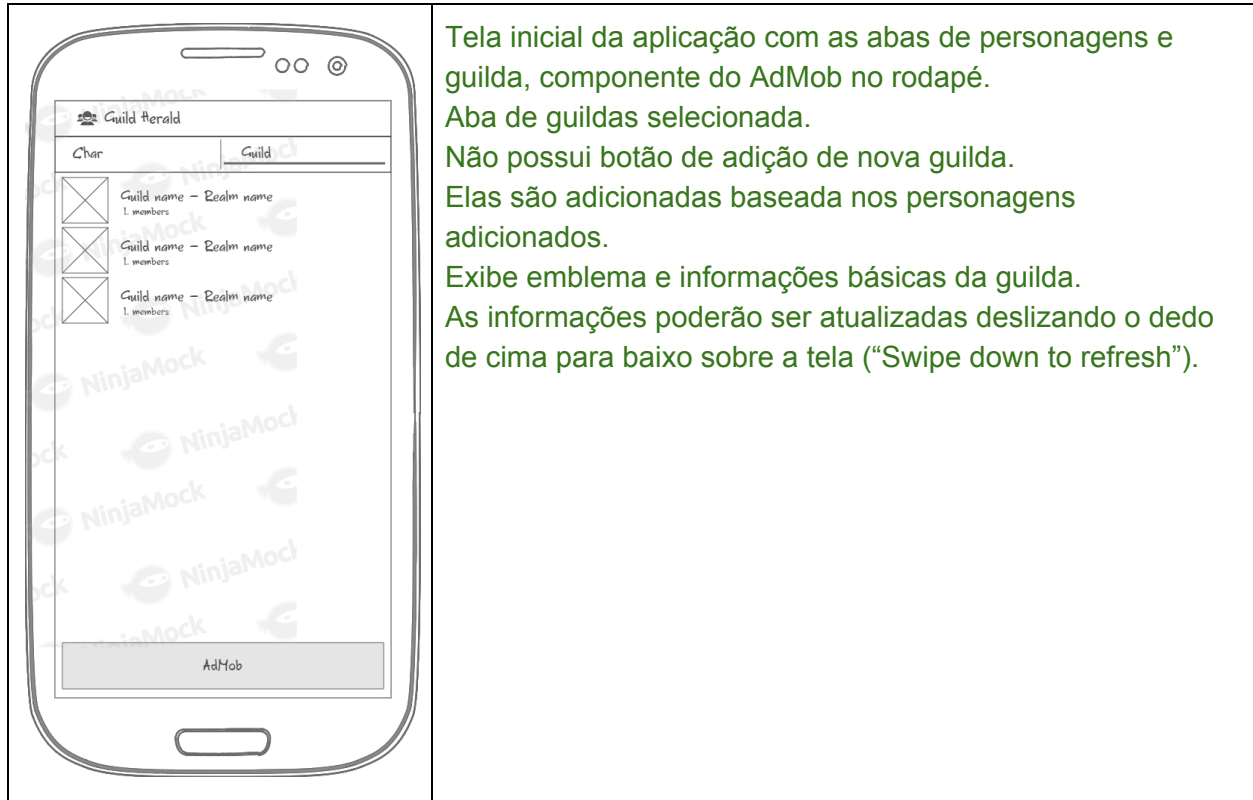 Guild Herald
Char
Guild
Guild name - Realm name
1. members
Guild name - Realm name
1. members
Guild name - Realm name
1. members
NinjaMock
NinjaMock
NinjaMock
NinjaMock
AdMob
Tela inicial da aplicação com as abas de personagens e
guilda, componente do AdMob no rodapé.
Aba de guildas selecionada.
Não possui botão de adição de nova guilda.
Elas são adicionadas baseada nos personagens
adicionados.
Exibe emblema e informações básicas da guilda.
As informações poderão ser atualizadas deslizando o dedo
de cima para baixo sobre a tela (“Swipe down to refresh”).